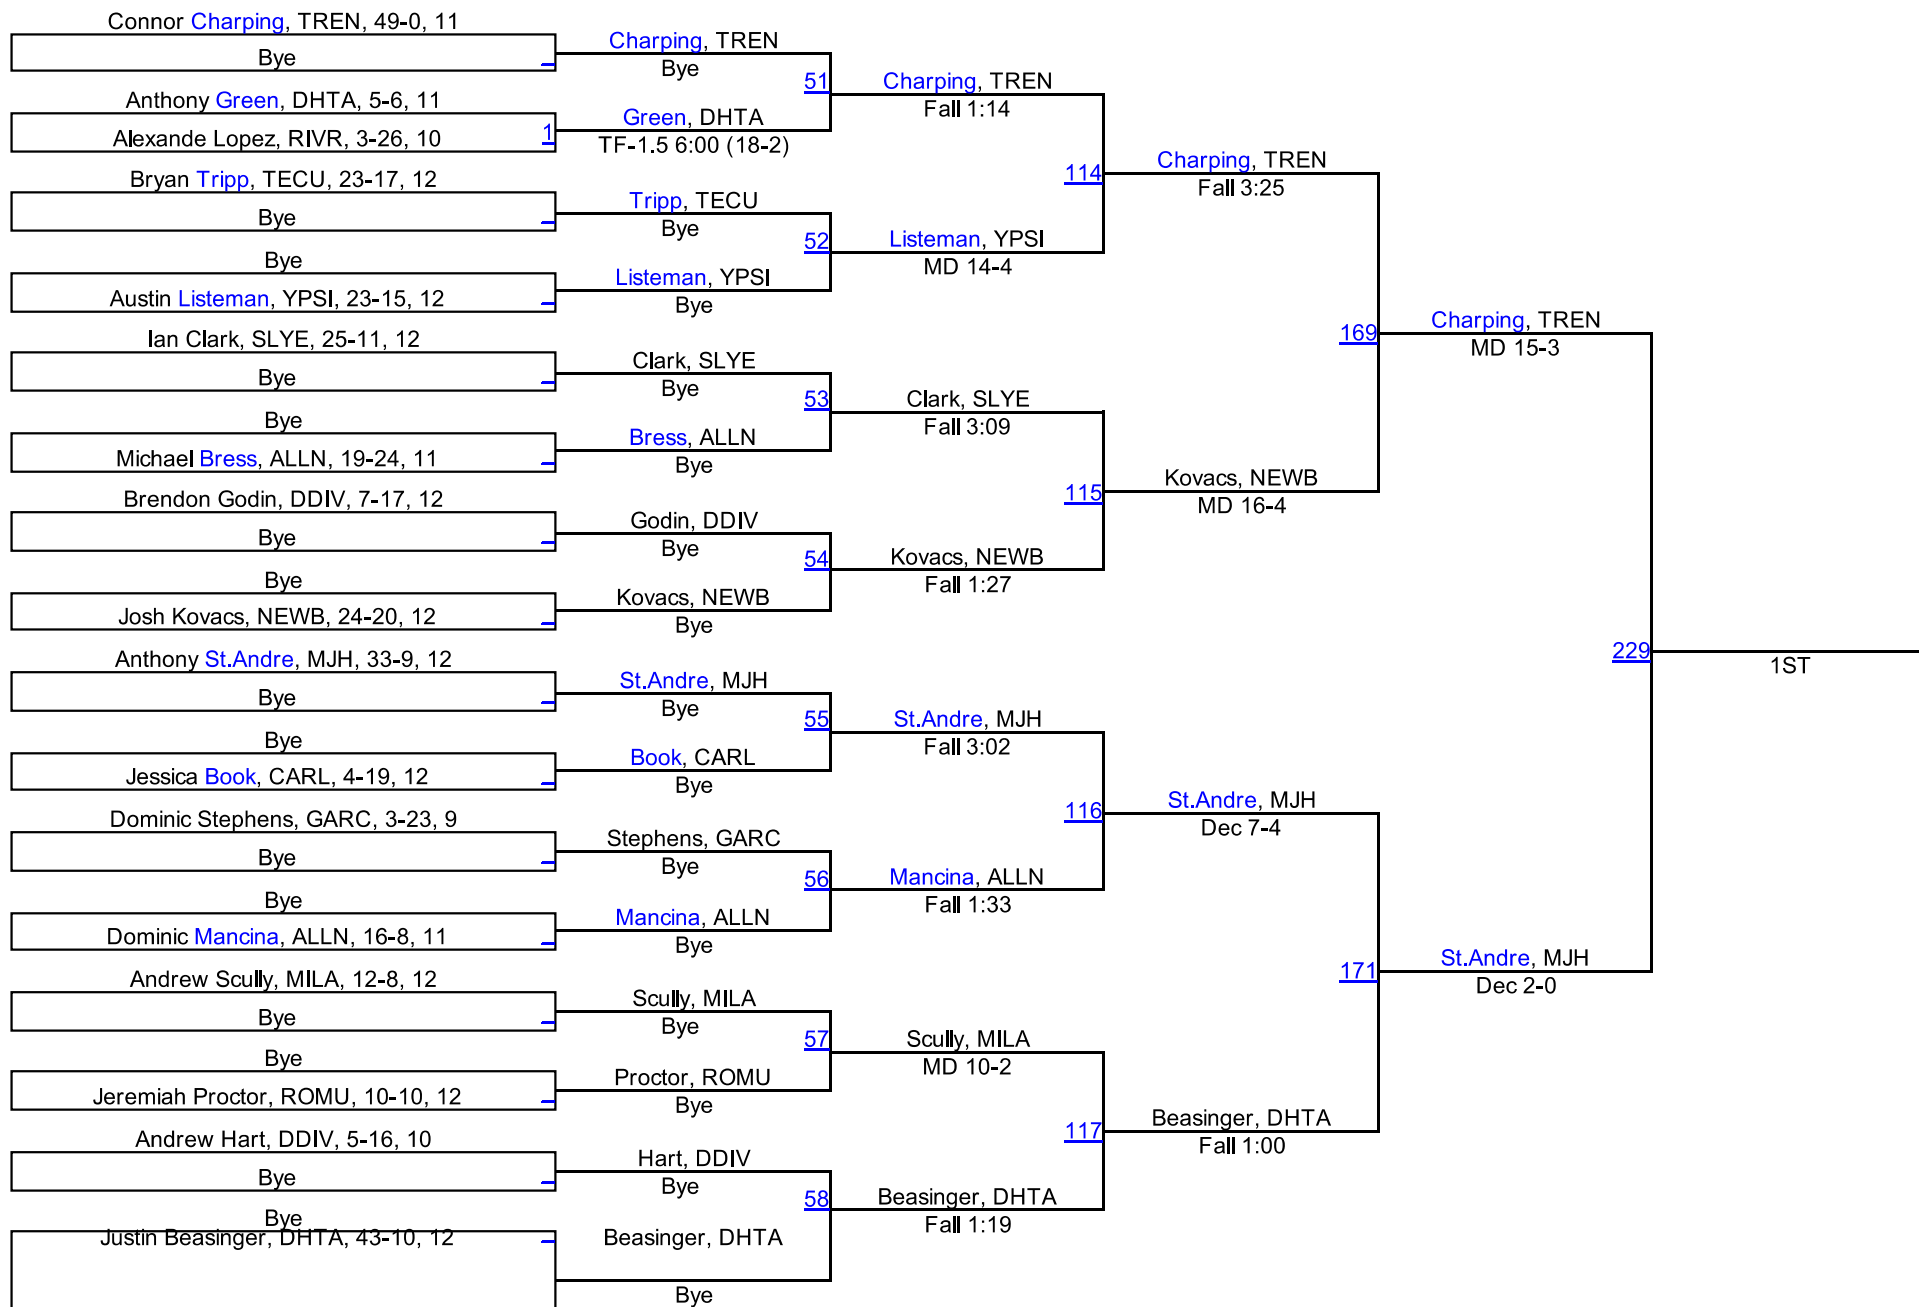 Connor Charping, TREN, 49-0, 11
Bye
Anthony Green, DHTA, 5-6, 11
Alexande Lopez, RIVR, 3-26, 10
1
Bryan Tripp, TECU, 23-17, 12
Bye
Bye
Austin Listeman, YPSI, 23-15, 12
Ian Clark, SLYE, 25-11, 12
Bye
Bye
Michael Bress, ALLN, 19-24, 11
Brendon Godin, DDIV, 7-17, 12
Bye
Bye
Josh Kovacs, NEWB, 24-20, 12
Anthony St.Andre, MJH, 33-9, 12
Bye
Bye
Jessica Book, CARL, 4-19, 12
Dominic Stephens, GARC, 3-23, 9
Bye
Bye
Dominic Mancina, ALLN, 16-8, 11
Andrew Scully, MILA, 12-8, 12
Bye
Bye
Jeremiah Proctor, ROMU, 10-10, 12
Andrew Hart, DDIV, 5-16, 10
Bye
Bye
Justin Beasinger, DHTA, 43-10, 12
Charping, TREN
Bye
51
Green, DHTA
TF-1.5 6:00 (18-2)
Tripp, TECU
Bye
52
Listeman, YPSI
Bye
Clark, SLYE
Bye
53
Bress, ALLN
Bye
Godin, DDIV
Bye
54
Kovacs, NEWB
Bye
St.Andre, MJH
Bye
55
Book, CARL
Bye
Stephens, GARC
Bye
56
Mancina, ALLN
Bye
Scully, MILA
Bye
57
Proctor, ROMU
Bye
Hart, DDIV
Bye
58
Beasinger, DHTA
Bye
Charping, TREN
Fall 1:14
114
Listeman, YPSI
MD 14-4
Clark, SLYE
Fall 3:09
115
Kovacs, NEWB
Fall 1:27
St.Andre, MJH
Fall 3:02
116
Mancina, ALLN
Fall 1:33
Scully, MILA
MD 10-2
117
Beasinger, DHTA
Fall 1:19
Charping, TREN
Fall 3:25
169
Kovacs, NEWB
MD 16-4
St.Andre, MJH
Dec 7-4
171
Beasinger, DHTA
Fall 1:00
Charping, TREN
MD 15-3
229
St.Andre, MJH
Dec 2-0
1ST